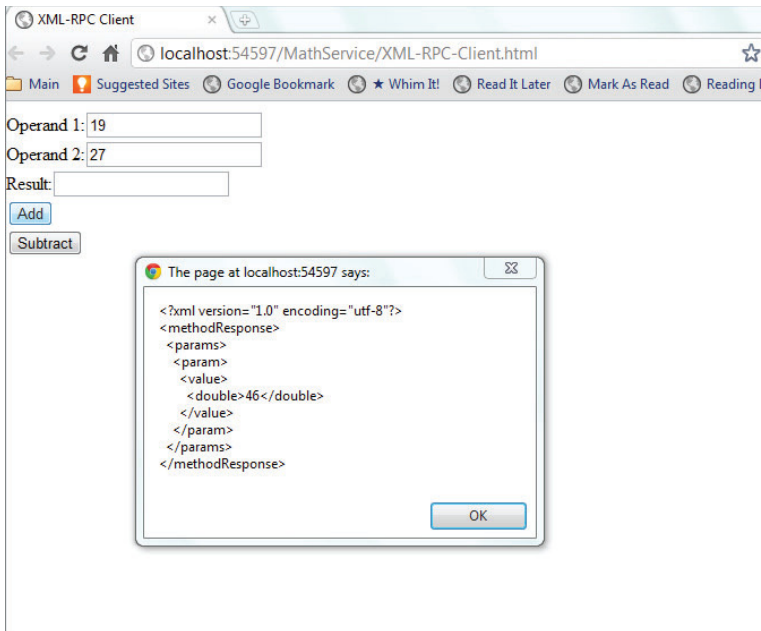 XML-RPC Client
localhost:54597/MathService/XML-RPC-Client.html
Main Suggested Sites Google Bookmark ★ Whim It! Read It Later Mark As Read Reading
Operand 1: 19
Operand 2: 27
Result:
Add
Subtract
The page at localhost:54597 says:
<?xml version="1.0" encoding="utf-8"?>
<methodResponse>
<params>
<param>
<value>
<double>46</double>
</value>
</param>
</params>
</methodResponse>
OK